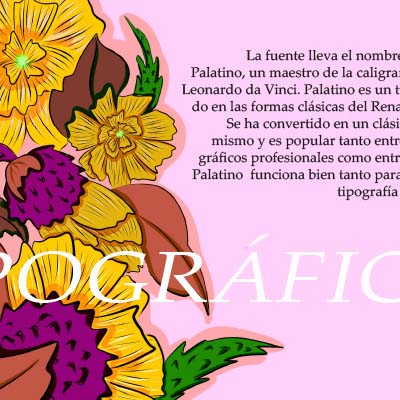 La fuente lleva el nombre
Palatino, un maestro de la caligra
Leonardo da Vinci. Palatino es un t
do en las formas clásicas del Rena
Se ha convertido en un clási
mismo y es popular tanto entre
gráficos profesionales como entr
Palatino funciona bien tanto para
tipografía
POGRÁFIC